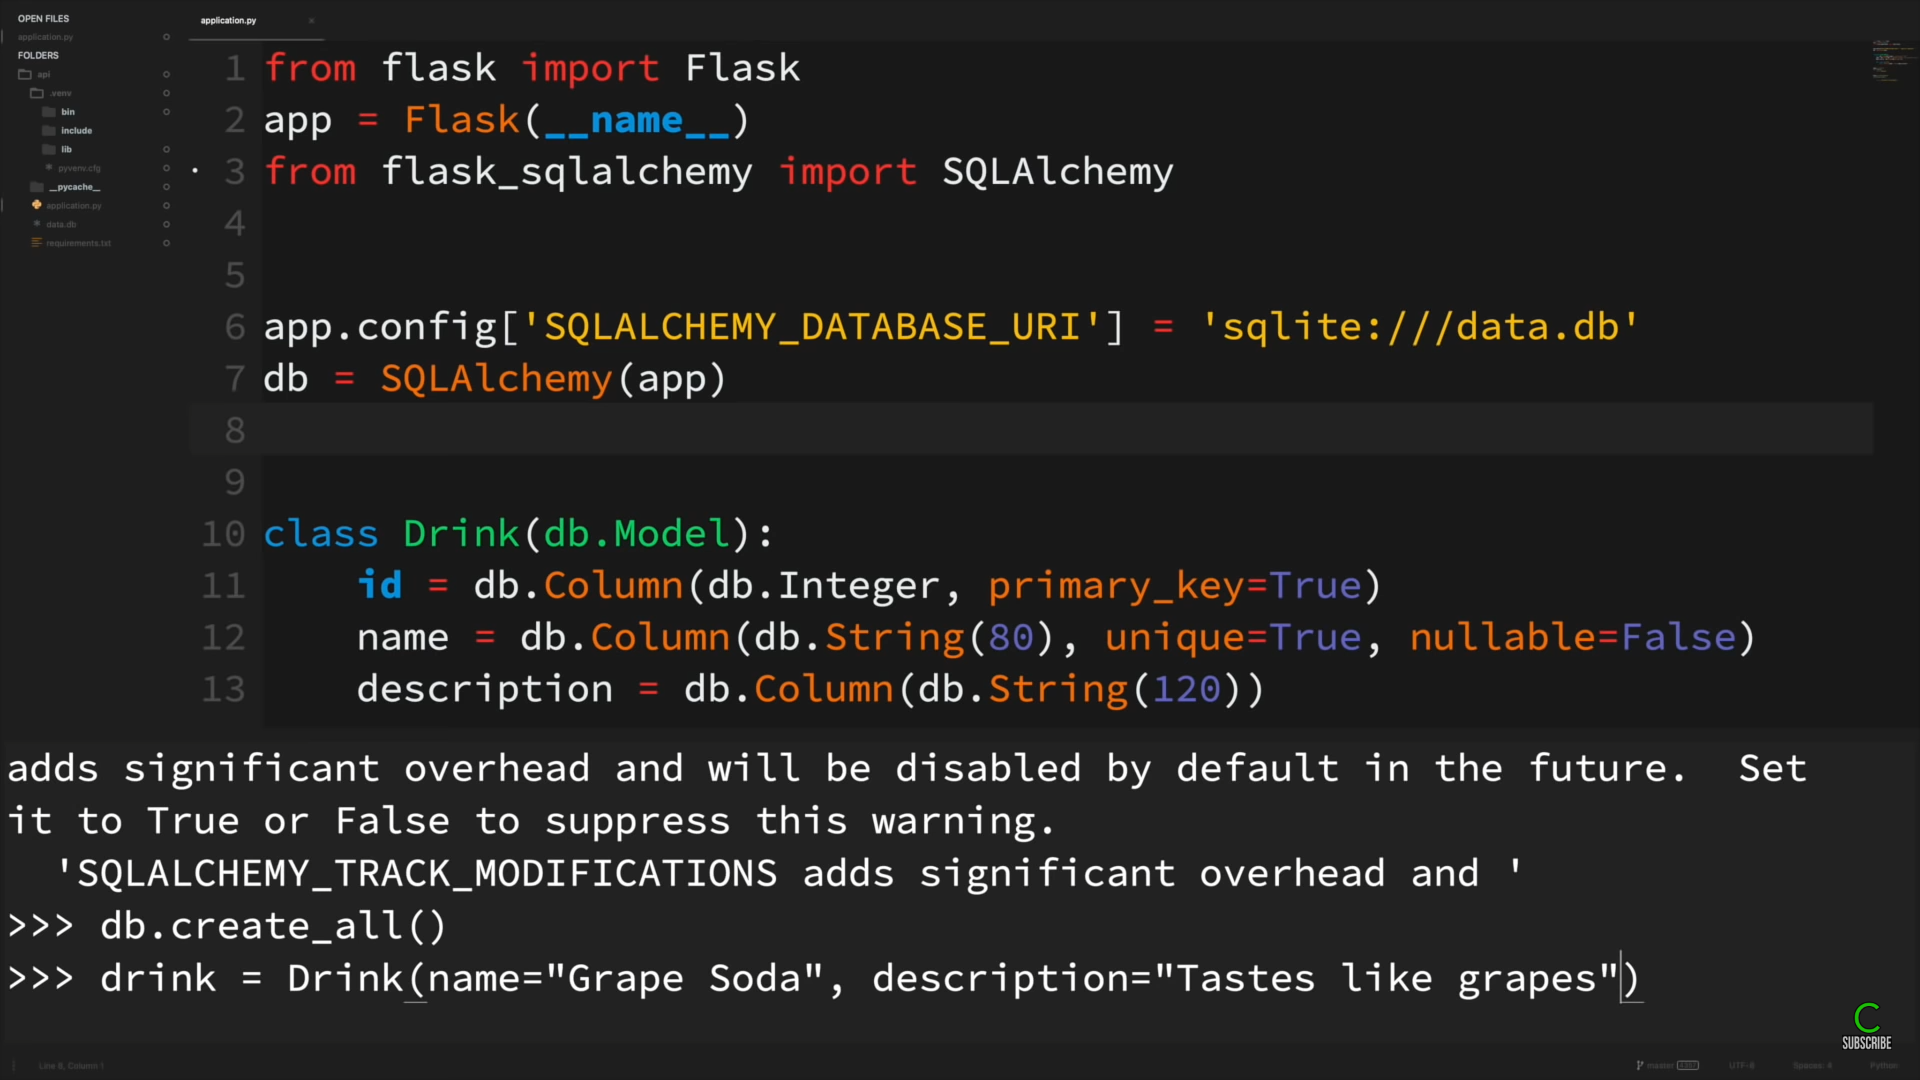 OPEN FILES
application.py
FOLDERS
api
.venv
bin
include
lib
pyvenv.cfg
__pycache__
application.py
data.db
requirements.txt
application.py
1 from flask import Flask
2 app = Flask(__name__)
3 from flask_sqlalchemy import SQLAlchemy
4
5
6 app.config['SQLALCHEMY_DATABASE_URI'] = 'sqlite:///data.db'
7 db = SQLAlchemy(app)
8
9
10 class Drink(db.Model):
11     id = db.Column(db.Integer, primary_key=True)
12     name = db.Column(db.String(80), unique=True, nullable=False)
13     description = db.Column(db.String(120))
adds significant overhead and will be disabled by default in the future.  Set
it to True or False to suppress this warning.
  'SQLALCHEMY_TRACK_MODIFICATIONS adds significant overhead and '
>>> db.create_all()
>>> drink = Drink(name="Grape Soda", description="Tastes like grapes")
C
SUBSCRIBE
Line 8, Column 1
master
UTF-8
Python